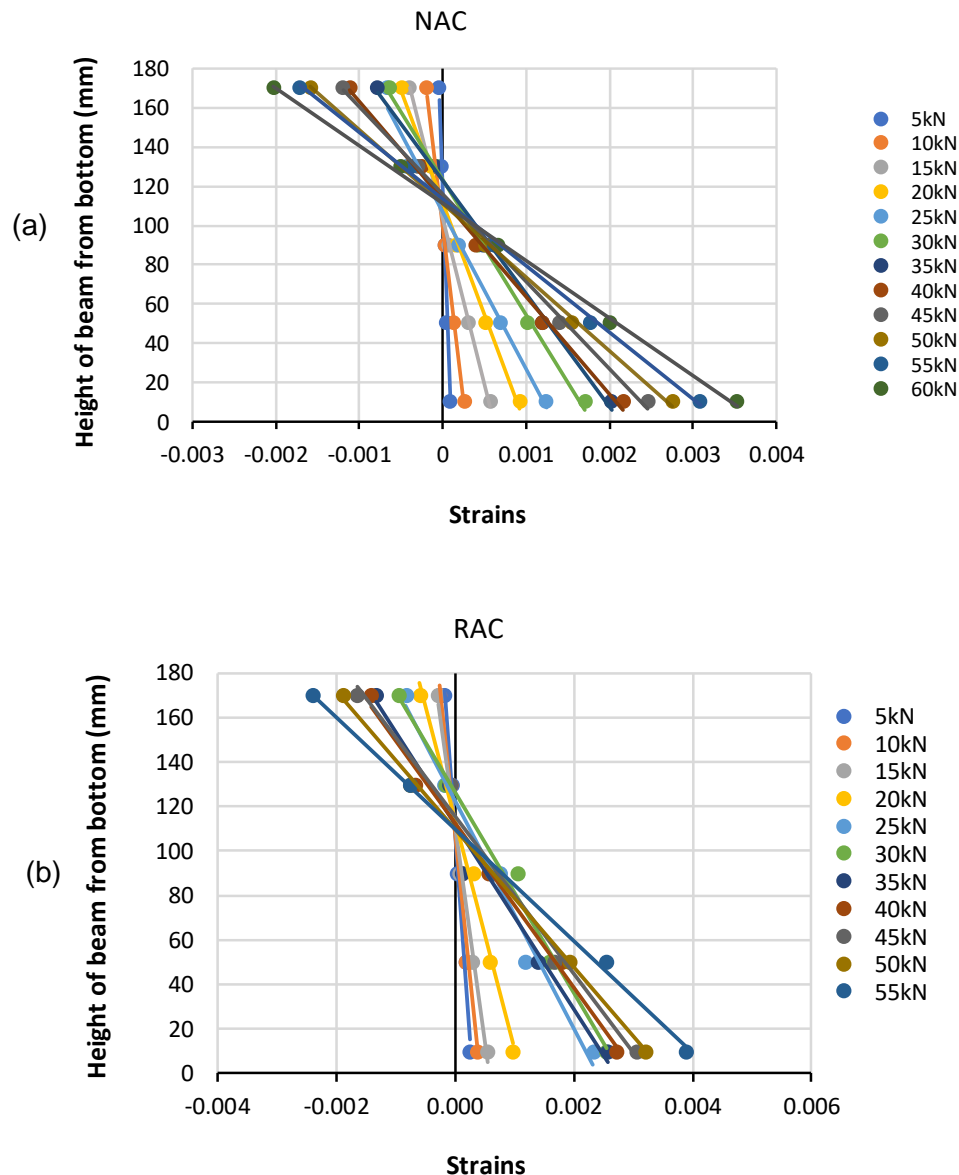 NAC
(a)
Height of beam from bottom (mm)
180
160
140
120
100
80
60
40
20
0
-0.003 -0.002 -0.001 0 0.001 0.002 0.003 0.004
Strains
5kN
10kN
15kN
20kN
25kN
30kN
35kN
40kN
45kN
50kN
55kN
60kN
RAC
(b)
Height of beam from bottom (mm)
180
160
140
120
100
80
60
40
20
0
-0.004 -0.002 0.000 0.002 0.004 0.006
Strains
5kN
10kN
15kN
20kN
25kN
30kN
35kN
40kN
45kN
50kN
55kN